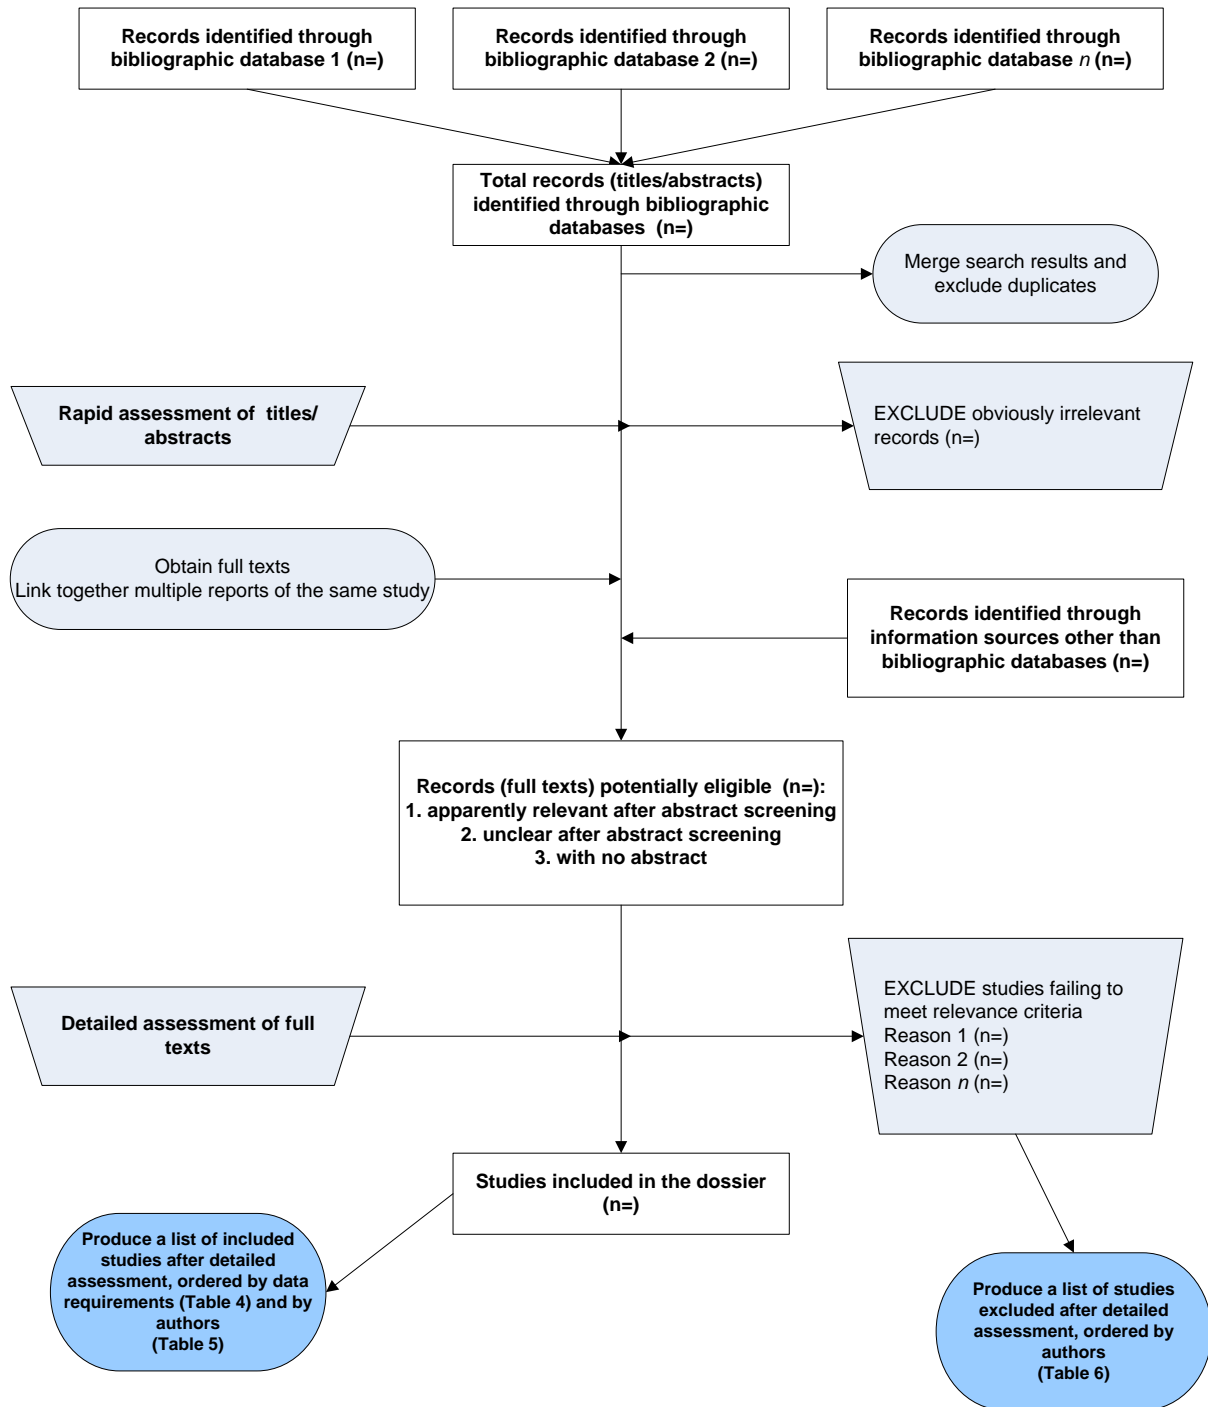 Records identified through
bibliographic database 1 (n=)
Records identified through
bibliographic database 2 (n=)
Records identified through
bibliographic database n (n=)
Total records (titles/abstracts)
identified through bibliographic
databases (n=)
Merge search results and
exclude duplicates
Rapid assessment of titles/
abstracts
EXCLUDE obviously irrelevant
records (n=)
Obtain full texts
Link together multiple reports of the same study
Records identified through
information sources other than
bibliographic databases (n=)
Records (full texts) potentially eligible (n=):
1. apparently relevant after abstract screening
2. unclear after abstract screening
3. with no abstract
Detailed assessment of full
texts
EXCLUDE studies failing to
meet relevance criteria
Reason 1 (n=)
Reason 2 (n=)
Reason n (n=)
Studies included in the dossier
(n=)
Produce a list of included
studies after detailed
assessment, ordered by data
requirements (Table 4) and by
authors
(Table 5)
Produce a list of studies
excluded after detailed
assessment, ordered by
authors
(Table 6)